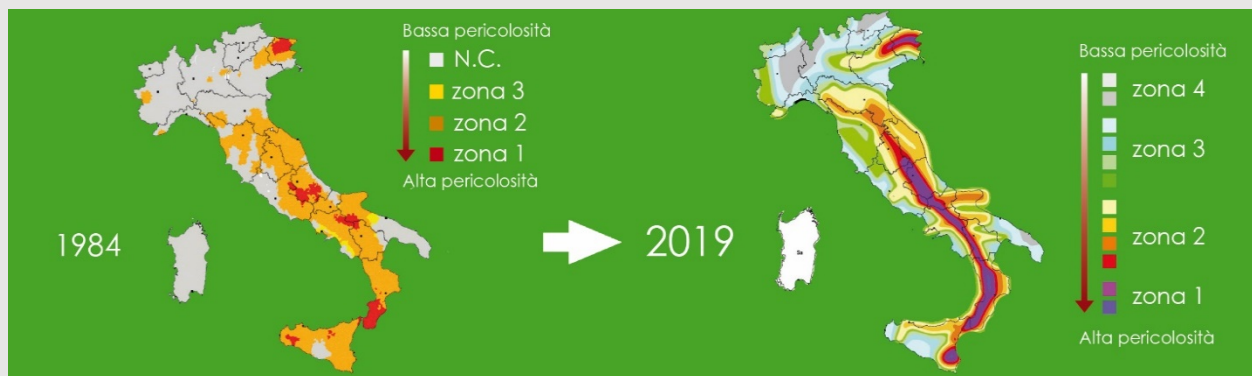 Bassa pericolosità
N.C.
zona 3
zona 2
zona 1
Alta pericolosità
1984
2019
Bassa pericolosità
zona 4
zona 3
zona 2
zona 1
Alta pericolosità